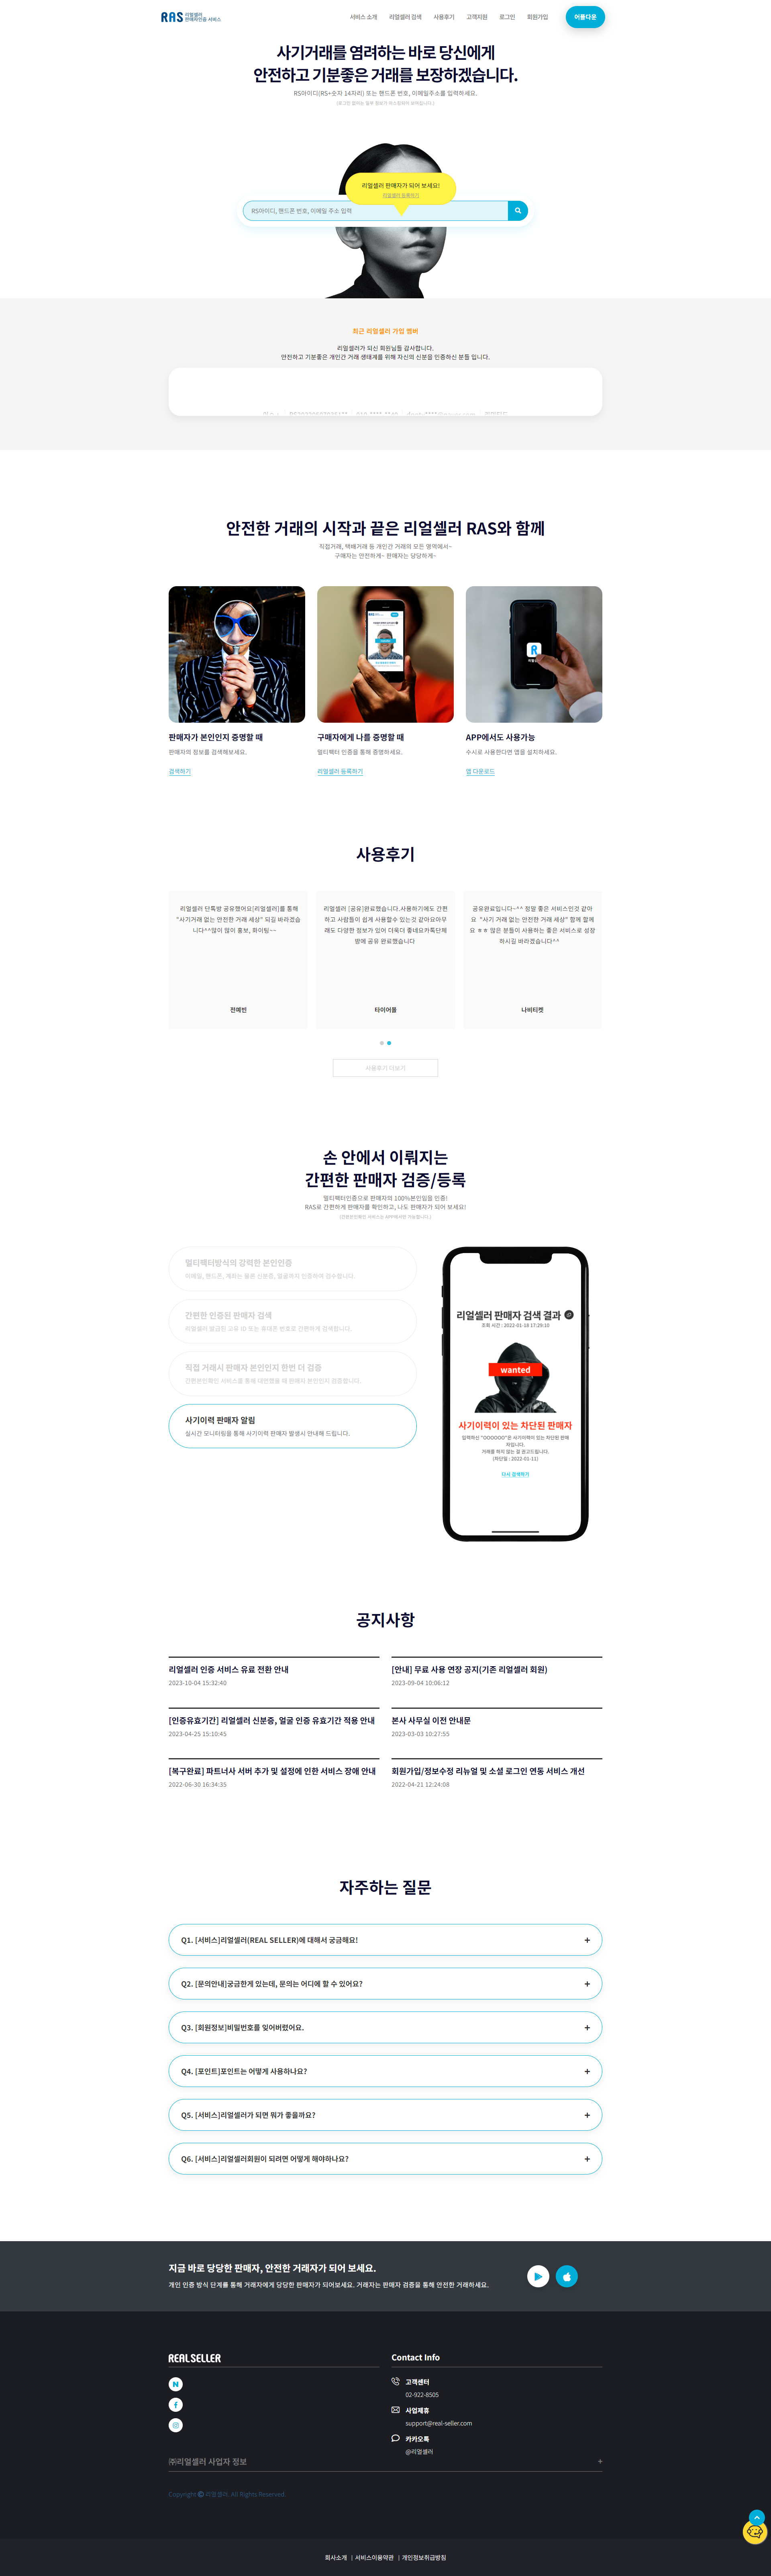 RAS 리얼셀러
판매자인증 서비스
서비스 소개
리얼셀러 검색
사용후기
고객지원
로그인
회원가입
어플다운
사기거래를 염려하는 바로 당신에게
안전하고 기분좋은 거래를 보장하겠습니다.
RS아이디(RS+숫자 14자리) 또는 핸드폰 번호, 이메일주소를 입력하세요.
리얼셀러 판매자가 되어 보세요!
리얼셀러 등록하기
RS아이디, 핸드폰 번호, 이메일 주소 입력
최근 리얼셀러 가입 멤버
리얼셀러가 되신 회원님들 감사합니다.
안전하고 기분좋은 개인간 거래 생태계를 위해 자신의 신분을 인증하신 분들 입니다.
안전한 거래의 시작과 끝은 리얼셀러 RAS와 함께
직접거래, 택배거래 등 개인간 거래의 모든 영역에서~
구매자는 안전하게~ 판매자는 당당하게~
판매자가 본인인지 증명할 때
판매자의 정보를 검색해보세요.
검색하기
구매자에게 나를 증명할 때
멀티팩터 인증을 통해 증명하세요.
리얼셀러 등록하기
APP에서도 사용가능
수시로 사용한다면 앱을 설치하세요.
앱 다운로드
사용후기
리얼셀러 단톡방 공유했어요[리얼셀러]를 통해
"사기거래 없는 안전한 거래 세상" 되길 바라겠습
니다^^많이 많이 홍보, 화이팅~~
전예빈
리얼셀러 [공유]완료했습니다.사용하기에도 간편
하고 사람들이 쉽게 사용할수 있는것 같아요아무
래도 다양한 정보가 있어 더욱더 좋네요카톡단체
방에 공유 완료했습니다
타이어몰
공유완료입니다~^^ 정말 좋은 서비스인것 같아
요 "사기 거래 없는 안전한 거래 세상" 함께 할께
요 ㅎㅎ 많은 분들이 사용하는 좋은 서비스로 성장
하시길 바라겠습니다^^
나비티켓
사용후기 더보기
손 안에서 이뤄지는
간편한 판매자 검증/등록
멀티팩터인증으로 판매자의 100%본인임을 인증!
RAS로 간편하게 판매자를 확인하고, 나도 판매자가 되어 보세요!
(간편본인확인 서비스는 APP에서만 가능합니다.)
멀티팩터방식의 강력한 본인인증
이메일, 핸드폰, 계좌는 물론 신분증, 얼굴까지 인증하여 검수합니다.
간편한 인증된 판매자 검색
리얼셀러 발급된 고유 ID 또는 휴대폰 번호로 간편하게 검색합니다.
직접 거래시 판매자 본인인지 한번 더 검증
간편본인확인 서비스를 통해 대면했을 때 판매자 본인인지 검증합니다.
사기이력 판매자 알림
실시간 모니터링을 통해 사기이력 판매자 발생시 안내해 드립니다.
리얼셀러 판매자 검색 결과
조회 시간 : 2022-01-18 17:29:10
wanted
사기이력이 있는 차단된 판매자
입력하신 "OOOOOO"은 사기이력이 있는 차단된 판매
자입니다.
거래를 하지 않는 걸 권고드립니다.
(차단일 : 2022-01-11)
다시 검색하기
공지사항
리얼셀러 인증 서비스 유료 전환 안내
2023-10-04 15:32:40
[안내] 무료 사용 연장 공지(기존 리얼셀러 회원)
2023-09-04 10:06:12
[인증유효기간] 리얼셀러 신분증, 얼굴 인증 유효기간 적용 안내
2023-04-25 15:10:45
본사 사무실 이전 안내문
2023-03-03 10:27:55
[복구완료] 파트너사 서버 추가 및 설정에 인한 서비스 장애 안내
2022-06-30 16:34:35
회원가입/정보수정 리뉴얼 및 소셜 로그인 연동 서비스 개선
2022-04-21 12:24:08
자주하는 질문
Q1. [서비스]리얼셀러(REAL SELLER)에 대해서 궁금해요!
Q2. [문의안내]궁금한게 있는데, 문의는 어디에 할 수 있어요?
Q3. [회원정보]비밀번호를 잊어버렸어요.
Q4. [포인트]포인트는 어떻게 사용하나요?
Q5. [서비스]리얼셀러가 되면 뭐가 좋을까요?
Q6. [서비스]리얼셀러회원이 되려면 어떻게 해야하나요?
지금 바로 당당한 판매자, 안전한 거래자가 되어 보세요.
개인 인증 방식 단계를 통해 거래자에게 당당한 판매자가 되어보세요. 거래자는 판매자 검증을 통해 안전한 거래하세요.
REALSELLER
Contact Info
고객센터
02-922-8505
사업제휴
support@real-seller.com
카카오톡
@리얼셀러
㈜리얼셀러 사업자 정보
Copyright © 리얼셀러. All Rights Reserved.
회사소개 | 서비스이용약관 | 개인정보취급방침